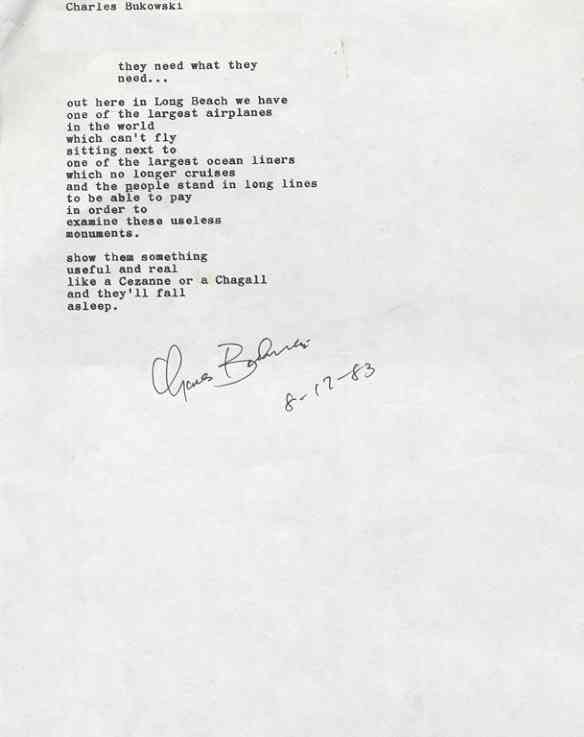 Charles Bukowski
they need what they
need...
out here in Long Beach we have
one of the largest airplanes
in the world
which can't fly
sitting next to
one of the largest ocean liners
which no longer cruises
and the people stand in long lines
to be able to pay
in order to
examine these useless
monuments.
show them something
useful and real
like a Cezanne or a Chagall
and they'll fall
asleep.
Charles Bukowski
8-17-83